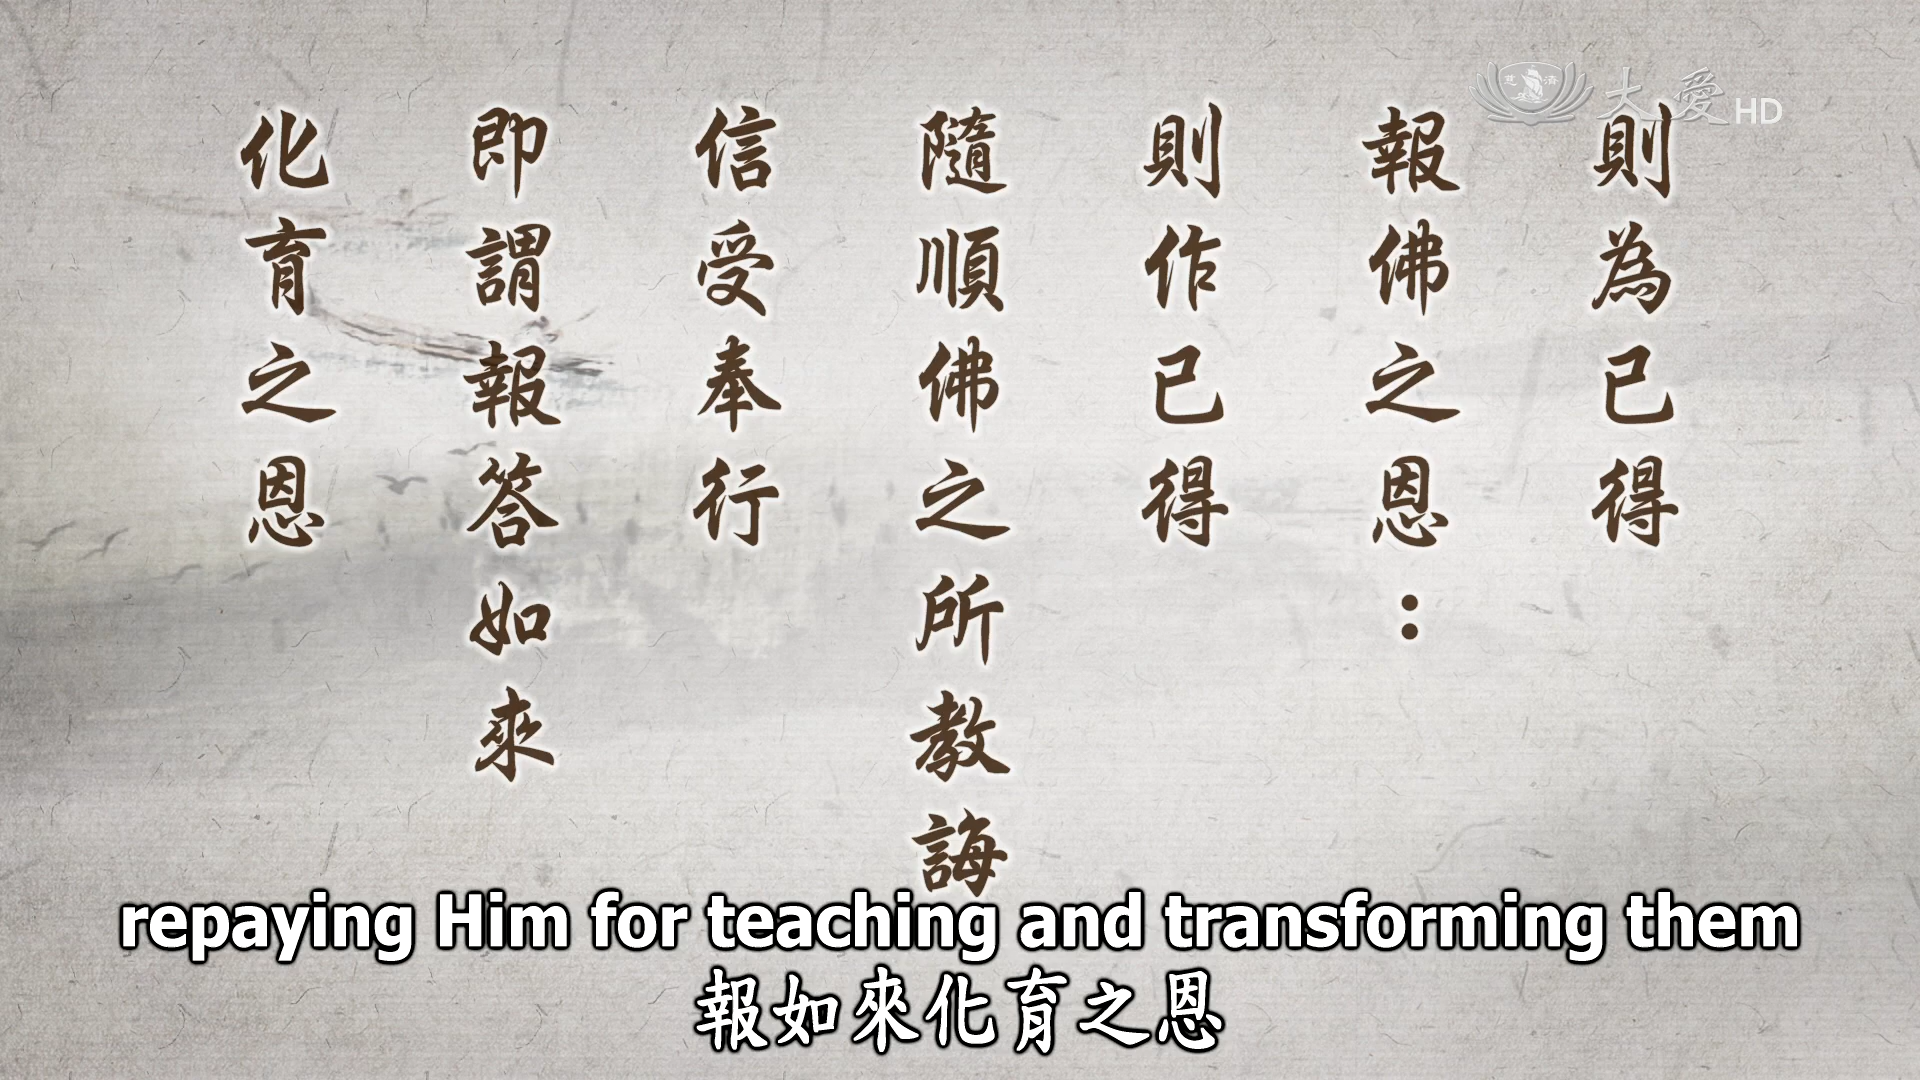 大愛HD
則為已得
報佛之恩：
則作已得
隨順佛之所教誨
信受奉行
即謂報答如來
化育之恩
repaying Him for teaching and transforming them
報如來化育之恩